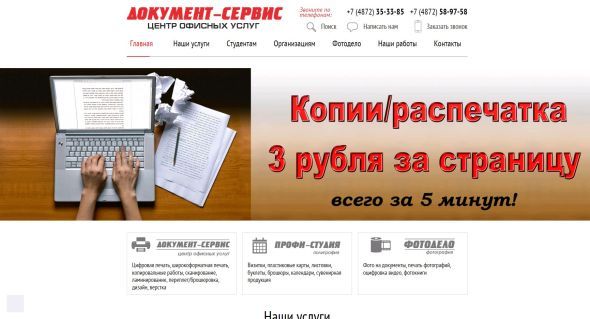 ДОКУМЕНТ-СЕРВИС
ЦЕНТР ОФИСНЫХ УСЛУГ
Звоните по
телефонам:
+7 (4872) 35-33-85 +7 (4872) 58-97-58
Поиск Написать нам Заказать звонок
Главная Наши услуги Студентам Организациям Фотодело Наши работы Контакты
Копии/распечатка
3 рубля за страницу
всего за 5 минут!
ДОКУМЕНТ-СЕРВИС
центр офисных услуг
Цифровая печать, широкоформатная печать,
копировальные работы, сканирование,
ламинирование, переплет/брошюровка,
дизайн, верстка
ПРОФИ-СТУДИЯ
полиграфия
Визитки, пластиковые карты, листовки,
буклеты, брошюры, календари, сувенирная
продукция
ФОТОДЕЛО
фотография
Фото на документы, печать фотографий,
оцифровка видео, фотокниги
Наши услуги